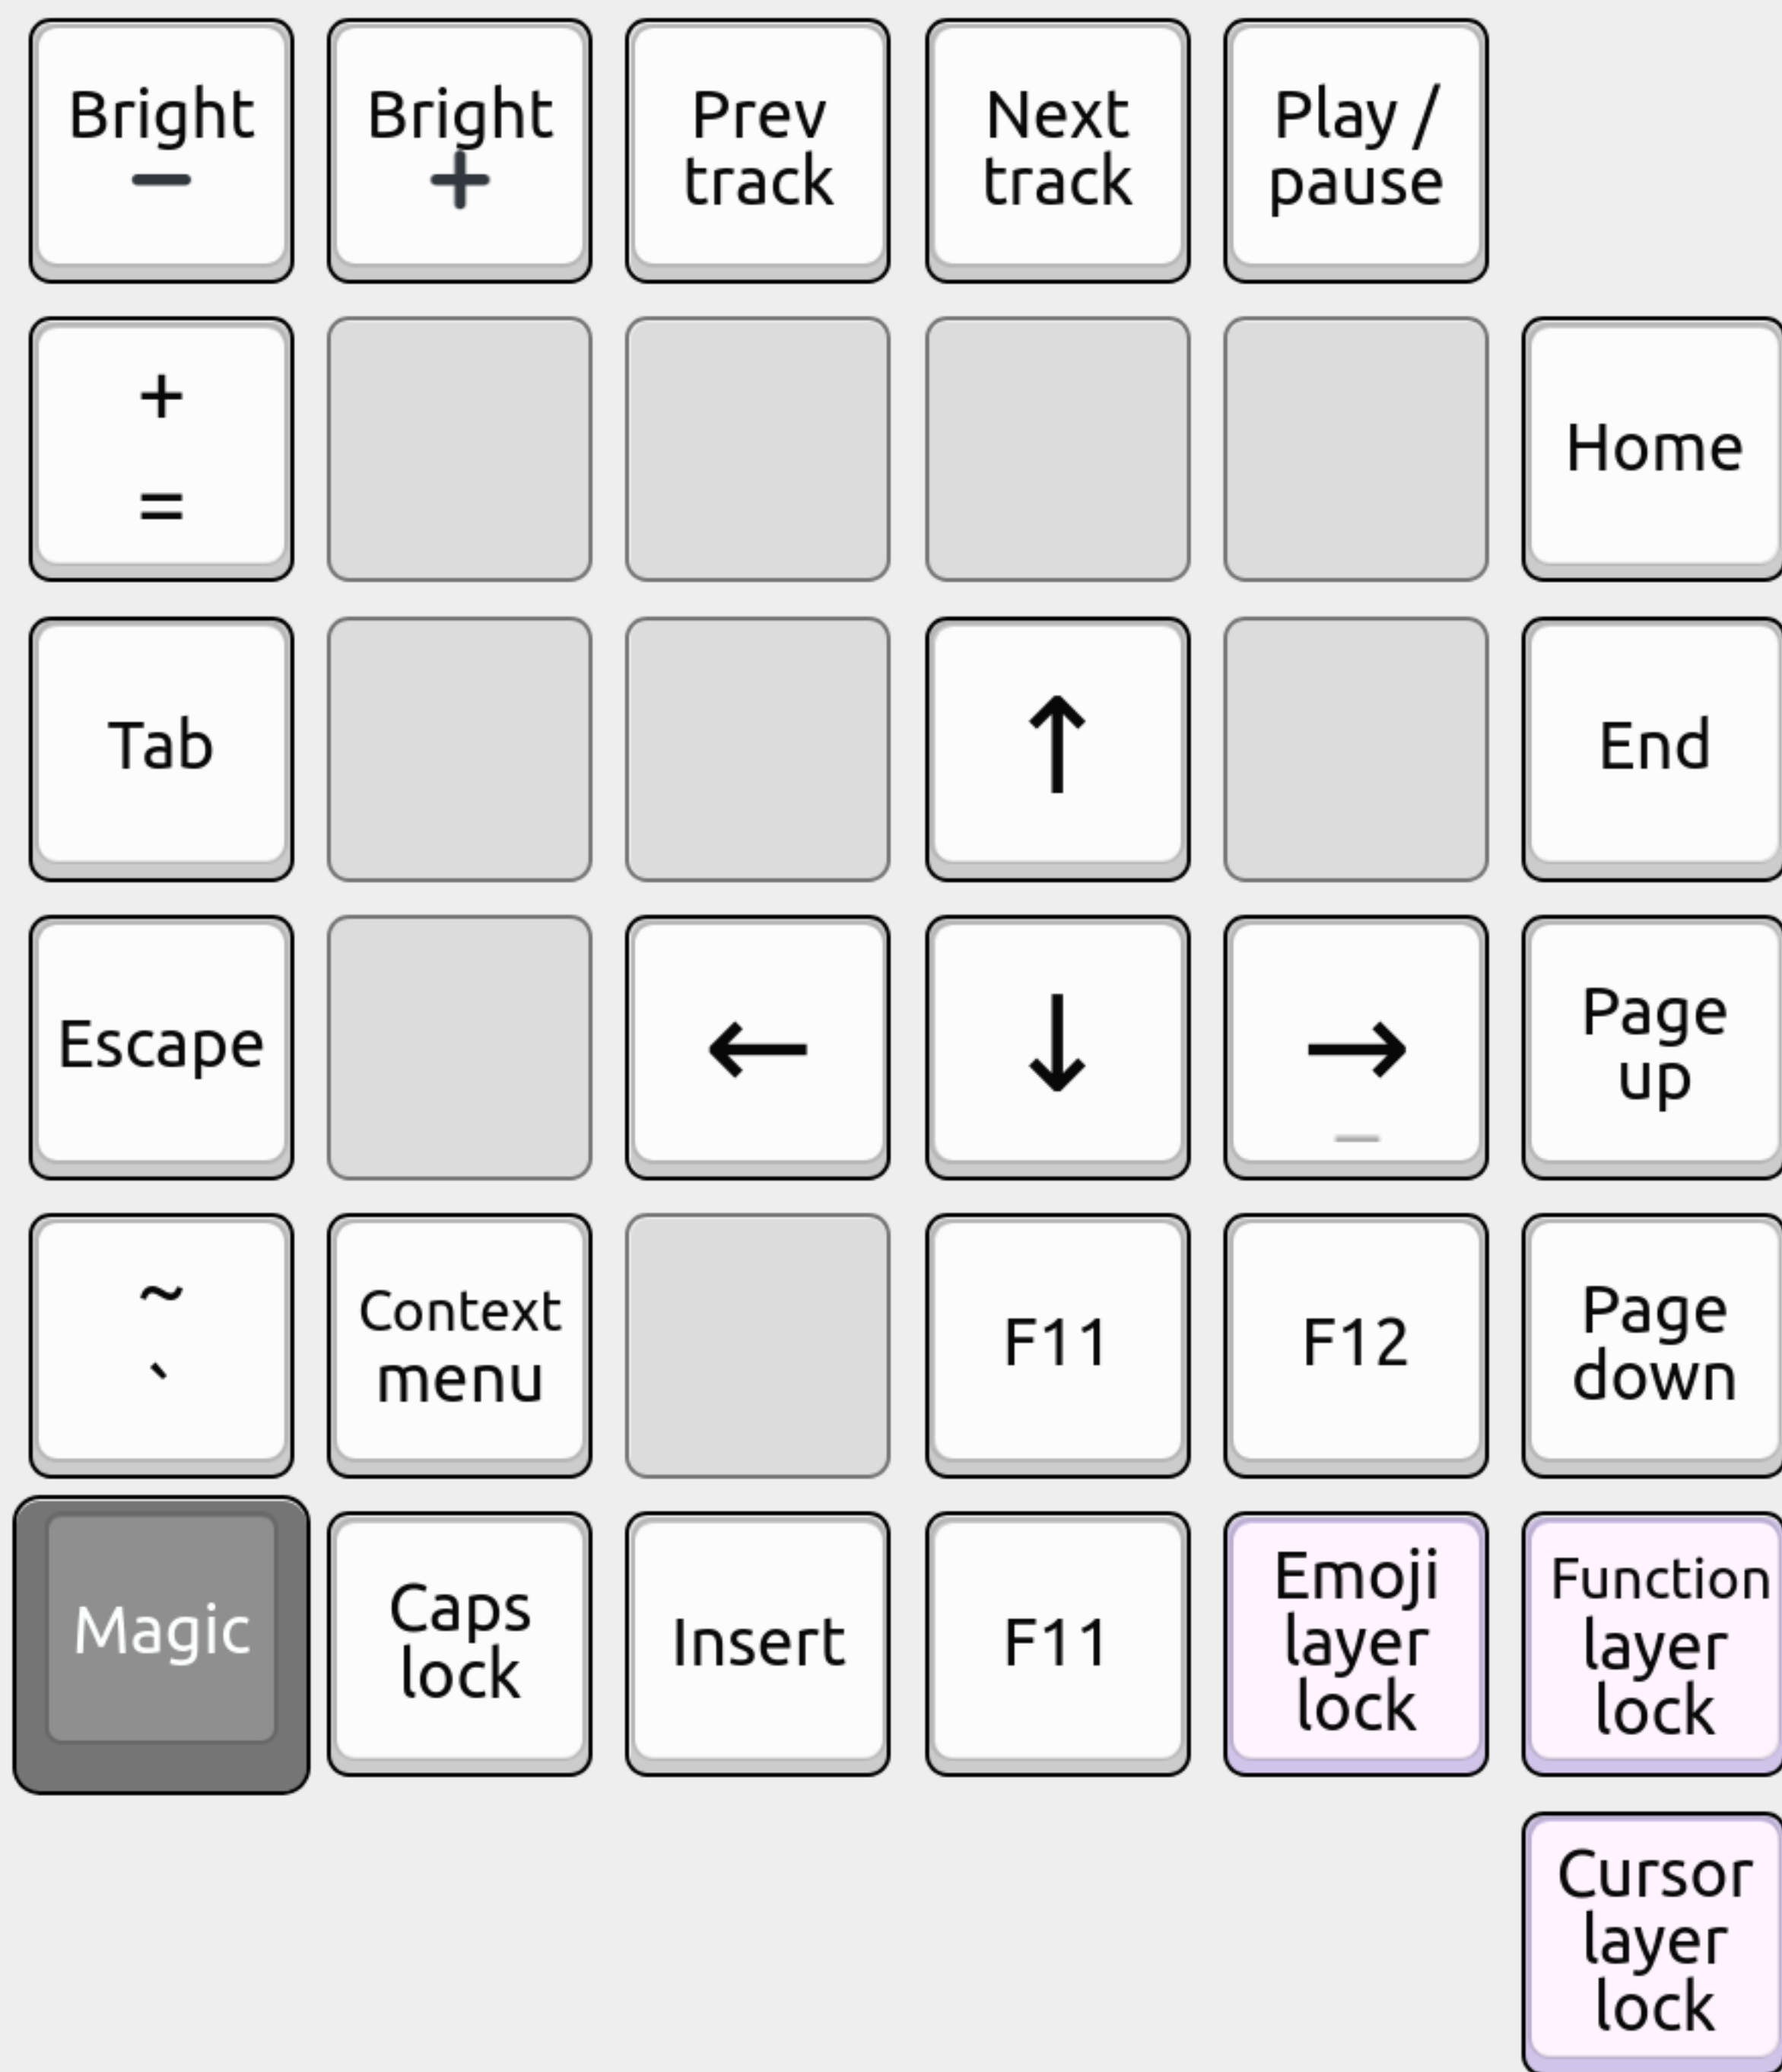 Bright
−
Bright
+
Prev
track
Next
track
Play /
pause
+
=
Home
Tab
↑
End
Escape
←
↓
→
_
Page
up
~
`
Context
menu
F11
F12
Page
down
Magic
Caps
lock
Insert
F11
Emoji
layer
lock
Function
layer
lock
Cursor
layer
lock